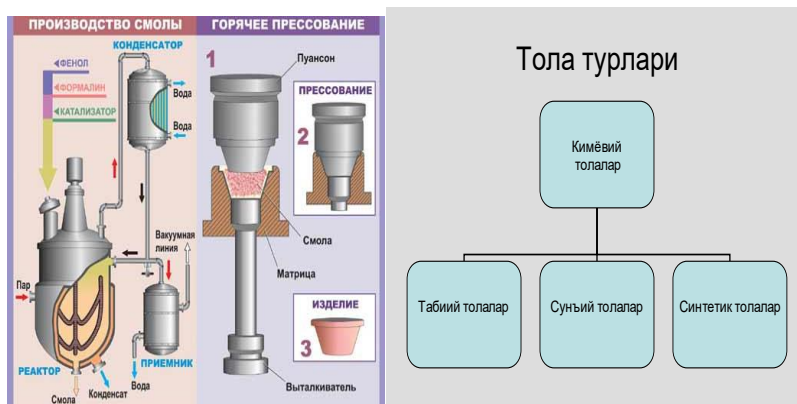 ПРОИЗВОДСТВО СМОЛЫ
КОНДЕНСАТОР
ФЕНОЛ
ФОРМАЛИН
КАТАЛИЗАТОР
Вода
Вода
Вакуумная
линия
Пар
РЕАКТОР
Смола
Конденсат
Вода
ПРИЕМНИК
ГОРЯЧЕЕ ПРЕССОВАНИЕ
1
Пуансон
ПРЕССОВАНИЕ
2
Смола
Матрица
ИЗДЕЛИЕ
3
Выталкиватель
Тола турлари
Кимёвий
толалар
Табиий толалар
Сунъий толалар
Синтетик толалар